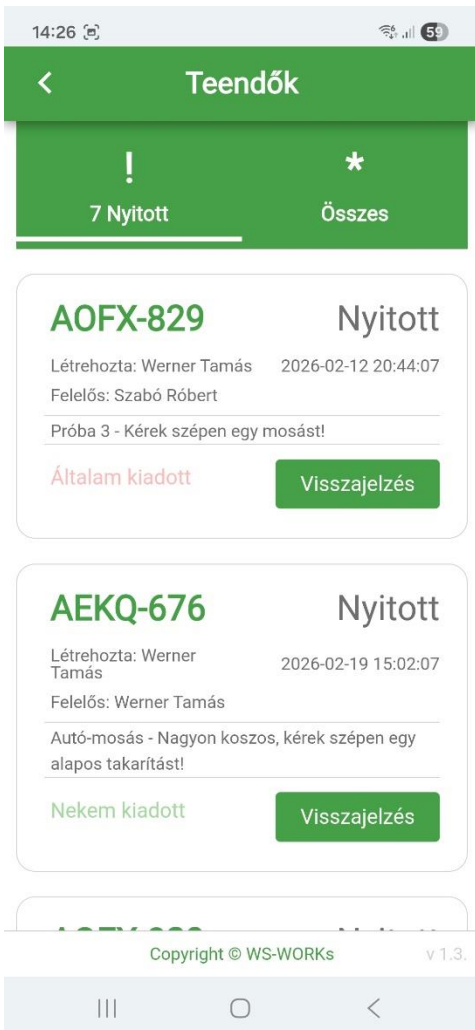 14:26 59
Teendők
! *
7 Nyitott Összes
AOFX-829 Nyitott
Létrehozta: Werner Tamás 2026-02-12 20:44:07
Felelős: Szabó Róbert
Próba 3 - Kérek szépen egy mosást!
Általam kiadott Visszajelzés
AEKQ-676 Nyitott
Létrehozta: Werner
Tamás 2026-02-19 15:02:07
Felelős: Werner Tamás
Autó-mosás - Nagyon koszos, kérek szépen egy
alapos takarítást!
Nekem kiadott Visszajelzés
Copyright © WS-WORKs v 1.3.